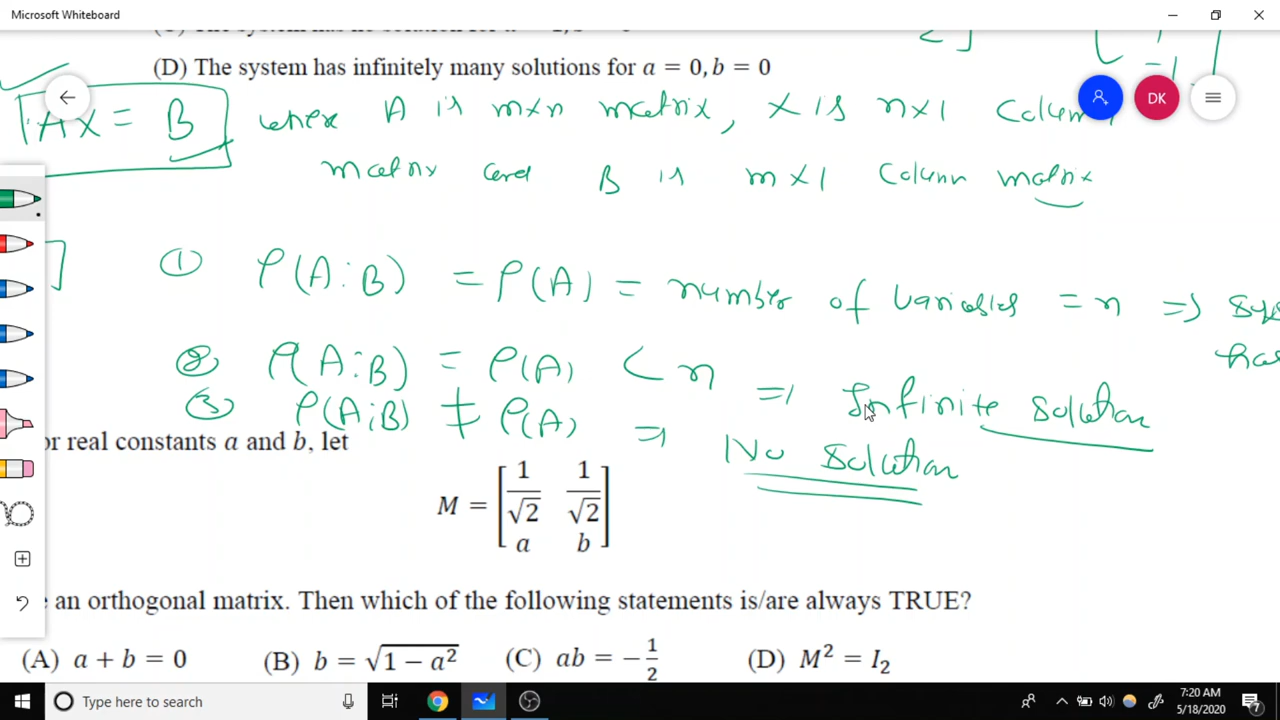 Microsoft Whiteboard
(D) The system has infinitely many solutions for a = 0, b = 0
AX = B where A is m×n matrix, X is n×1 Column
matrix and B is m×1 Column matrix
DK
① ρ(A:B) = ρ(A) = number of variables = n ⇒
② ρ(A:B) = ρ(A) < n ⇒ Infinite solution
③ ρ(A:B) ≠ ρ(A) ⇒ No solution
or real constants a and b, let
M = [1/√2 1/√2
a b]
an orthogonal matrix. Then which of the following statements is/are always TRUE?
(A) a + b = 0 (B) b = √(1 − a²) (C) ab = −1/2 (D) M² = I₂
Type here to search
7:20 AM
5/18/2020
7